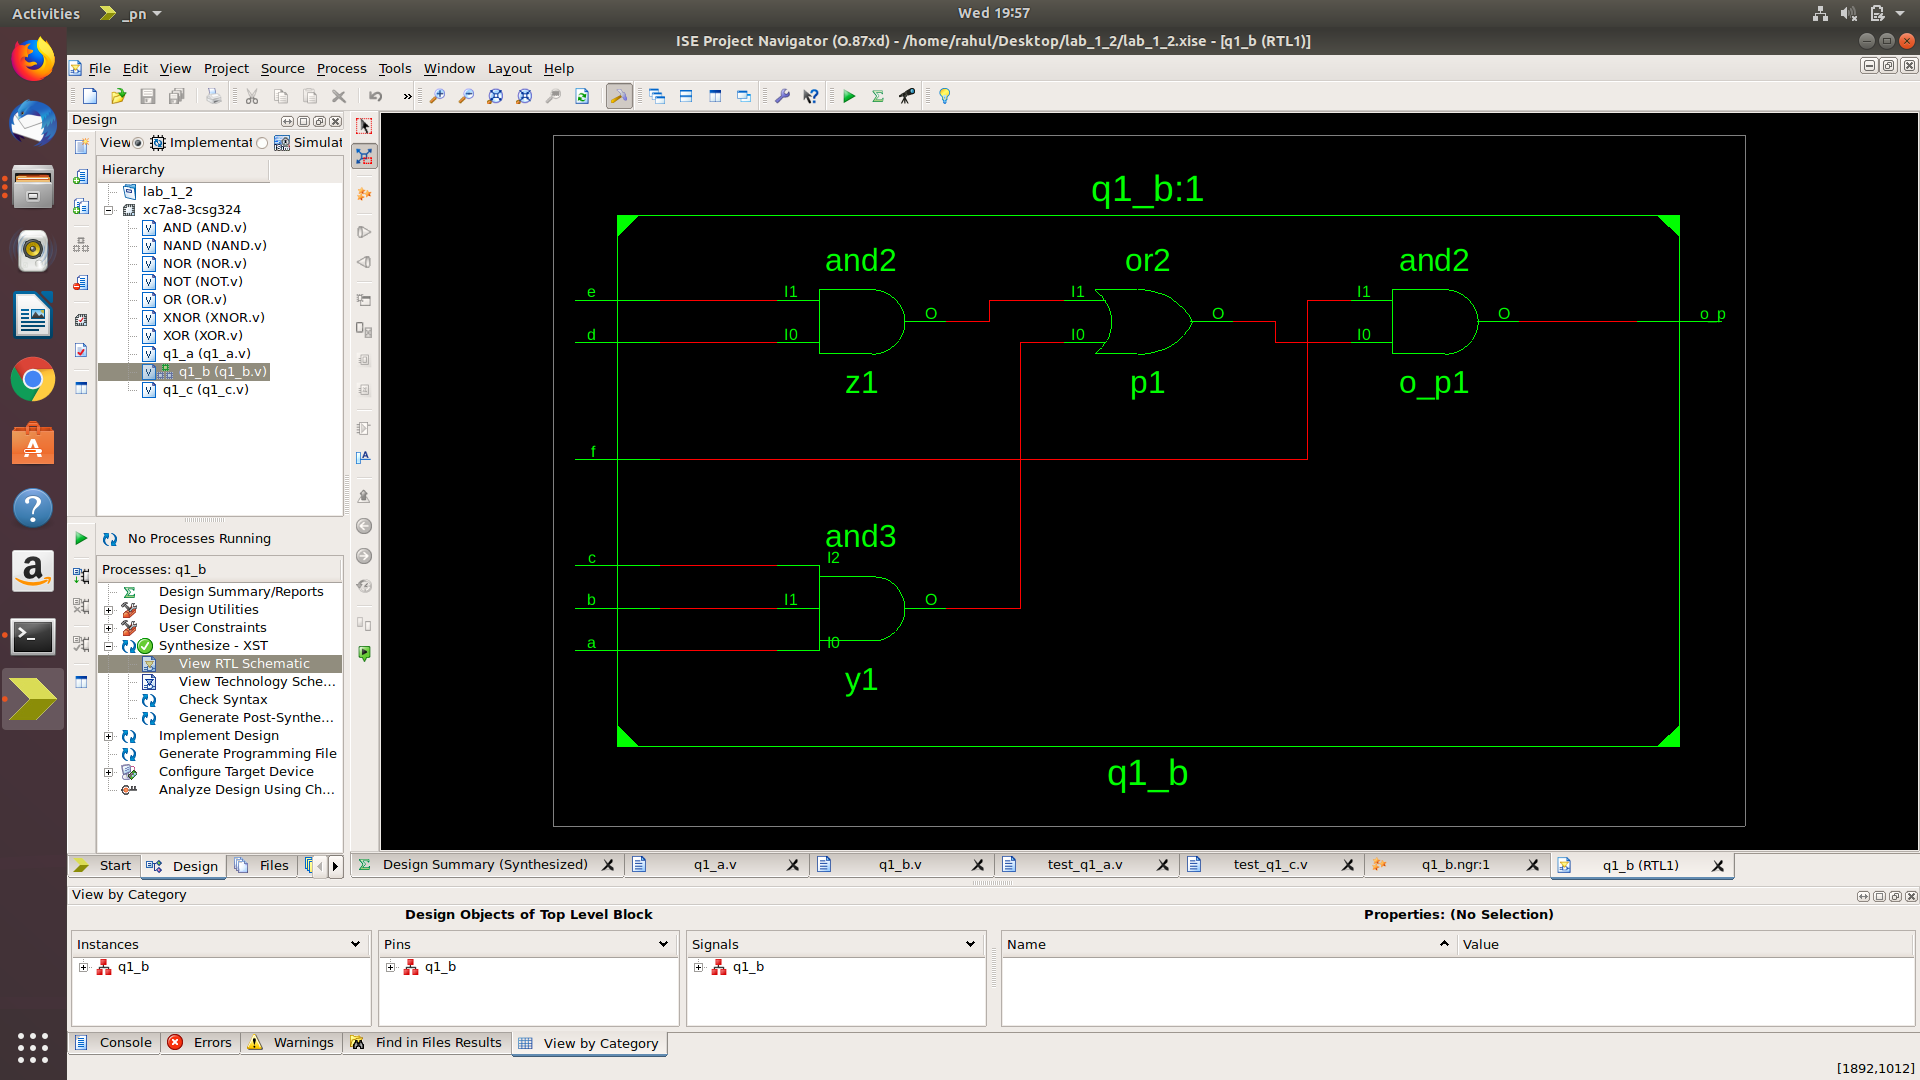 Activities
_pn
Wed 19:57
ISE Project Navigator (O.87xd) - /home/rahul/Desktop/lab_1_2/lab_1_2.xise - [q1_b (RTL1)]
File Edit View Project Source Process Tools Window Layout Help
Design
View Implementat Simulat
Hierarchy
lab_1_2
xc7a8-3csg324
AND (AND.v)
NAND (NAND.v)
NOR (NOR.v)
NOT (NOT.v)
OR (OR.v)
XNOR (XNOR.v)
XOR (XOR.v)
q1_a (q1_a.v)
q1_b (q1_b.v)
q1_c (q1_c.v)
No Processes Running
Processes: q1_b
Design Summary/Reports
Design Utilities
User Constraints
Synthesize - XST
View RTL Schematic
View Technology Sche...
Check Syntax
Generate Post-Synthe...
Implement Design
Generate Programming File
Configure Target Device
Analyze Design Using Ch...
Start Design Files
q1_b:1
and2 or2 and2
e I1 I1 I1
O O O o_p
d I0 I0 I0
z1 p1 o_p1
f
and3
c I2
b I1 O
a I0
y1
q1_b
Design Summary (Synthesized) q1_a.v q1_b.v test_q1_a.v test_q1_c.v q1_b.ngr:1 q1_b (RTL1)
View by Category
Design Objects of Top Level Block
Properties: (No Selection)
Instances Pins Signals Name Value
q1_b q1_b q1_b
Console Errors Warnings Find in Files Results View by Category
[1892,1012]